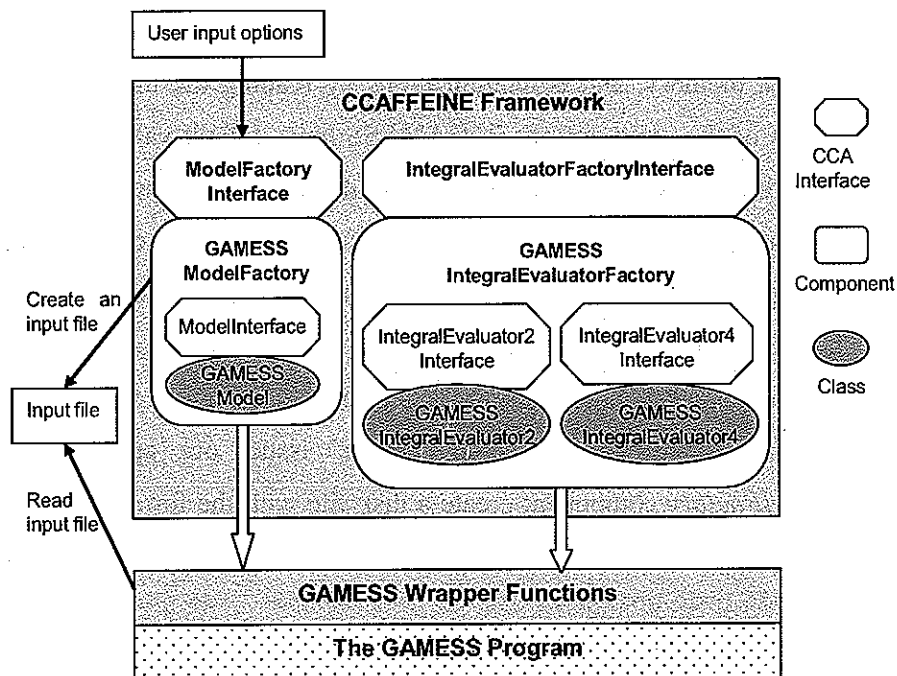 User input options
CCAFFEINE Framework
ModelFactory
Interface
IntegralEvaluatorFactoryInterface
GAMESS
ModelFactory
ModelInterface
GAMESS
Model
GAMESS
IntegralEvaluatorFactory
IntegralEvaluator2
Interface
IntegralEvaluator4
Interface
GAMESS
IntegralEvaluator2
GAMESS
IntegralEvaluator4
CCA
Interface
Component
Class
Create an
input file
Input file
Read
input file
GAMESS Wrapper Functions
The GAMESS Program